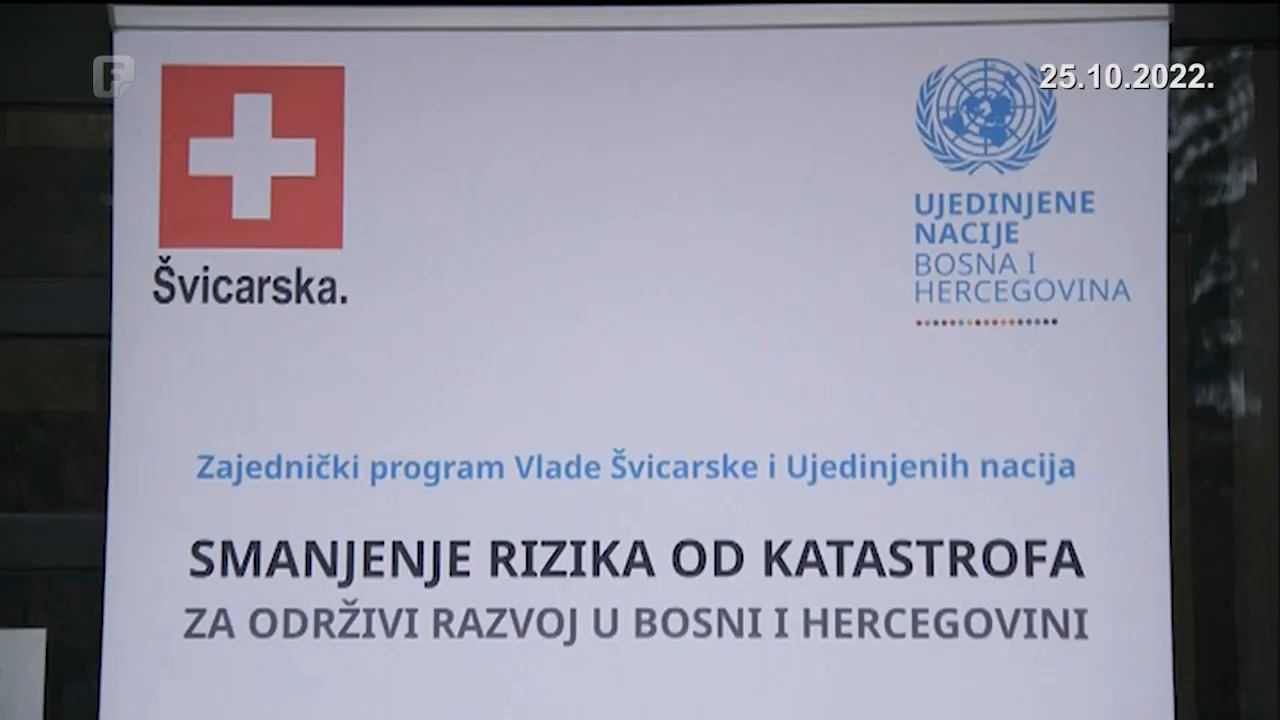 F
25.10.2022.
Švicarska.
UJEDINJENE
NACIJE
BOSNA I
HERCEGOVINA
Zajednički program Vlade Švicarske i Ujedinjenih nacija
SMANJENJE RIZIKA OD KATASTROFA
ZA ODRŽIVI RAZVOJ U BOSNI I HERCEGOVINI